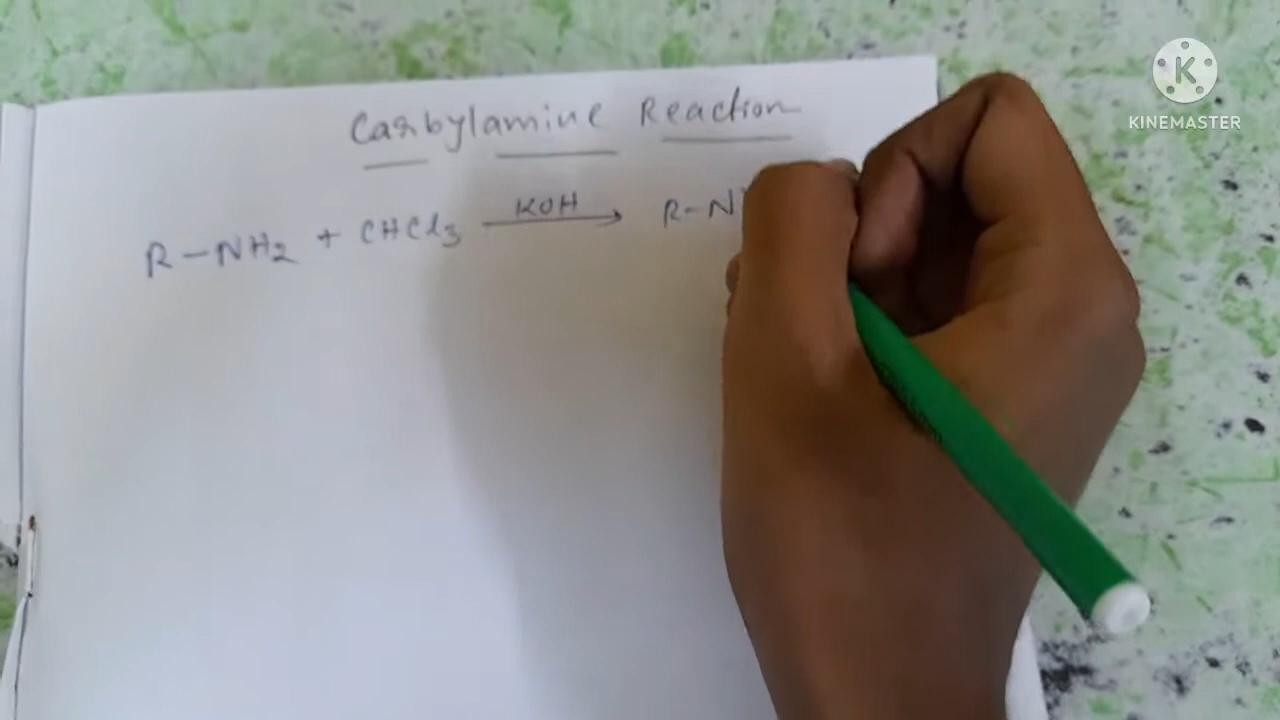 Carbylamine Reaction
R-NH2 + CHCl3 KOH → R-N
K
KINEMASTER